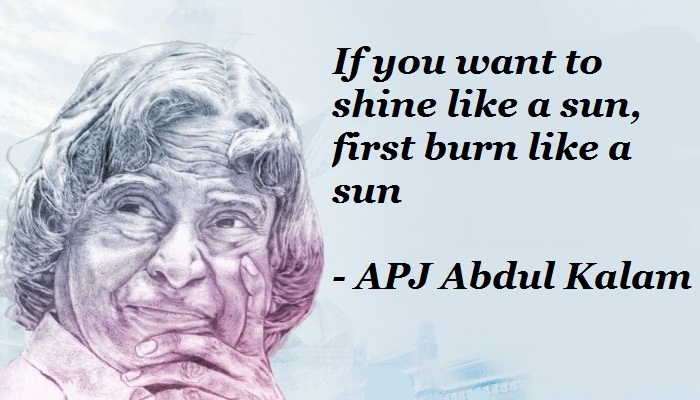 If you want to
shine like a sun,
first burn like a
sun
- APJ Abdul Kalam